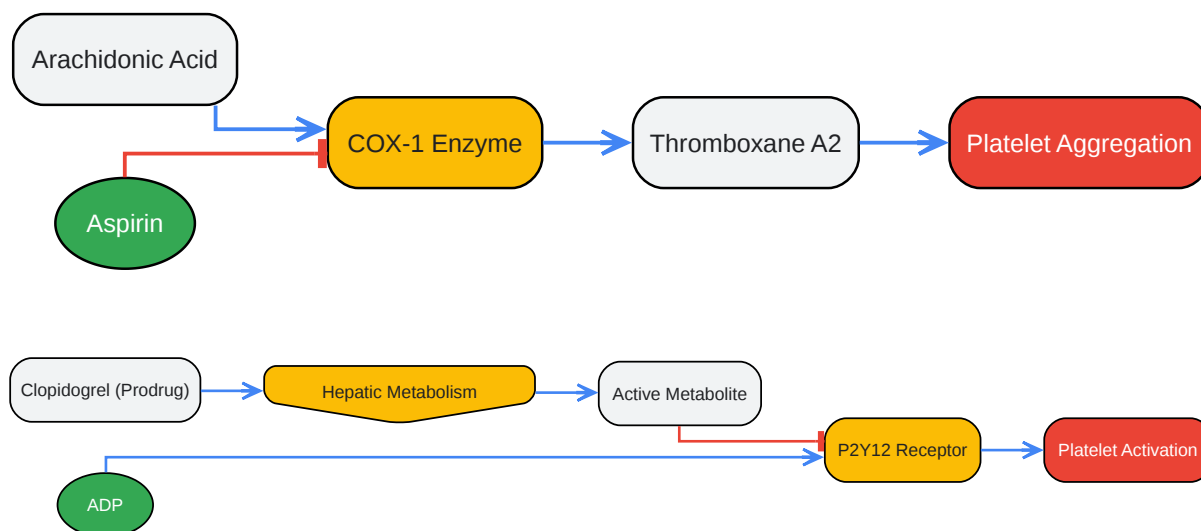 Arachidonic Acid
COX-1 Enzyme
Thromboxane A2
Platelet Aggregation
Aspirin
Clopidogrel (Prodrug)
Hepatic Metabolism
Active Metabolite
P2Y12 Receptor
Platelet Activation
ADP